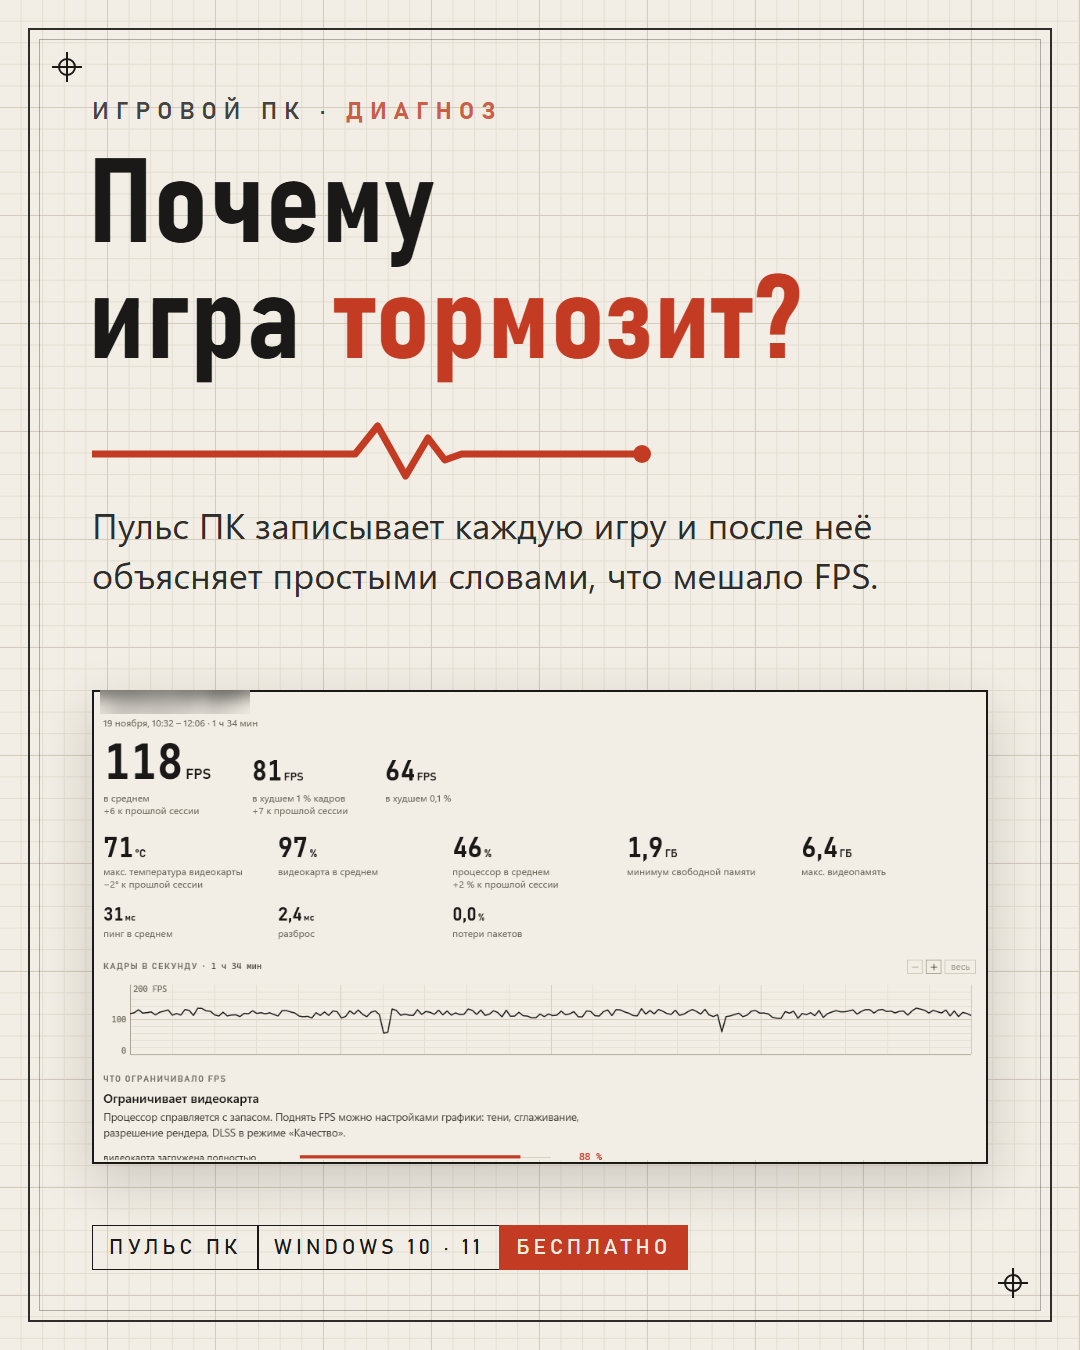 ИГРОВОЙ ПК · ДИАГНОЗ
Почему
игра тормозит?
Пульс ПК записывает каждую игру и после неё
объясняет простыми словами, что мешало FPS.
19 ноября, 10:32 – 12:06 · 1 ч 34 мин
118 FPS 81 FPS 64 FPS
в среднем в худшем 1 % кадров в худшем 0,1 %
+6 к прошлой сессии +7 к прошлой сессии
71 °C 97 % 46 % 1,9 ГБ 6,4 ГБ
макс. температура видеокарты видеокарта в среднем процессор в среднем минимум свободной памяти макс. видеопамять
−2° к прошлой сессии +2 % к прошлой сессии
31 мс 2,4 мс 0,0 %
пинг в среднем разброс потери пакетов
КАДРЫ В СЕКУНДУ · 1 ч 34 мин − + весь
200 FPS
100
0
ЧТО ОГРАНИЧИВАЛО FPS
Ограничивает видеокарта
Процессор справляется с запасом. Поднять FPS можно настройками графики: тени, сглаживание,
разрешение рендера, DLSS в режиме «Качество».
видеокарта загружена полностью 88 %
ПУЛЬС ПК WINDOWS 10 · 11 БЕСПЛАТНО